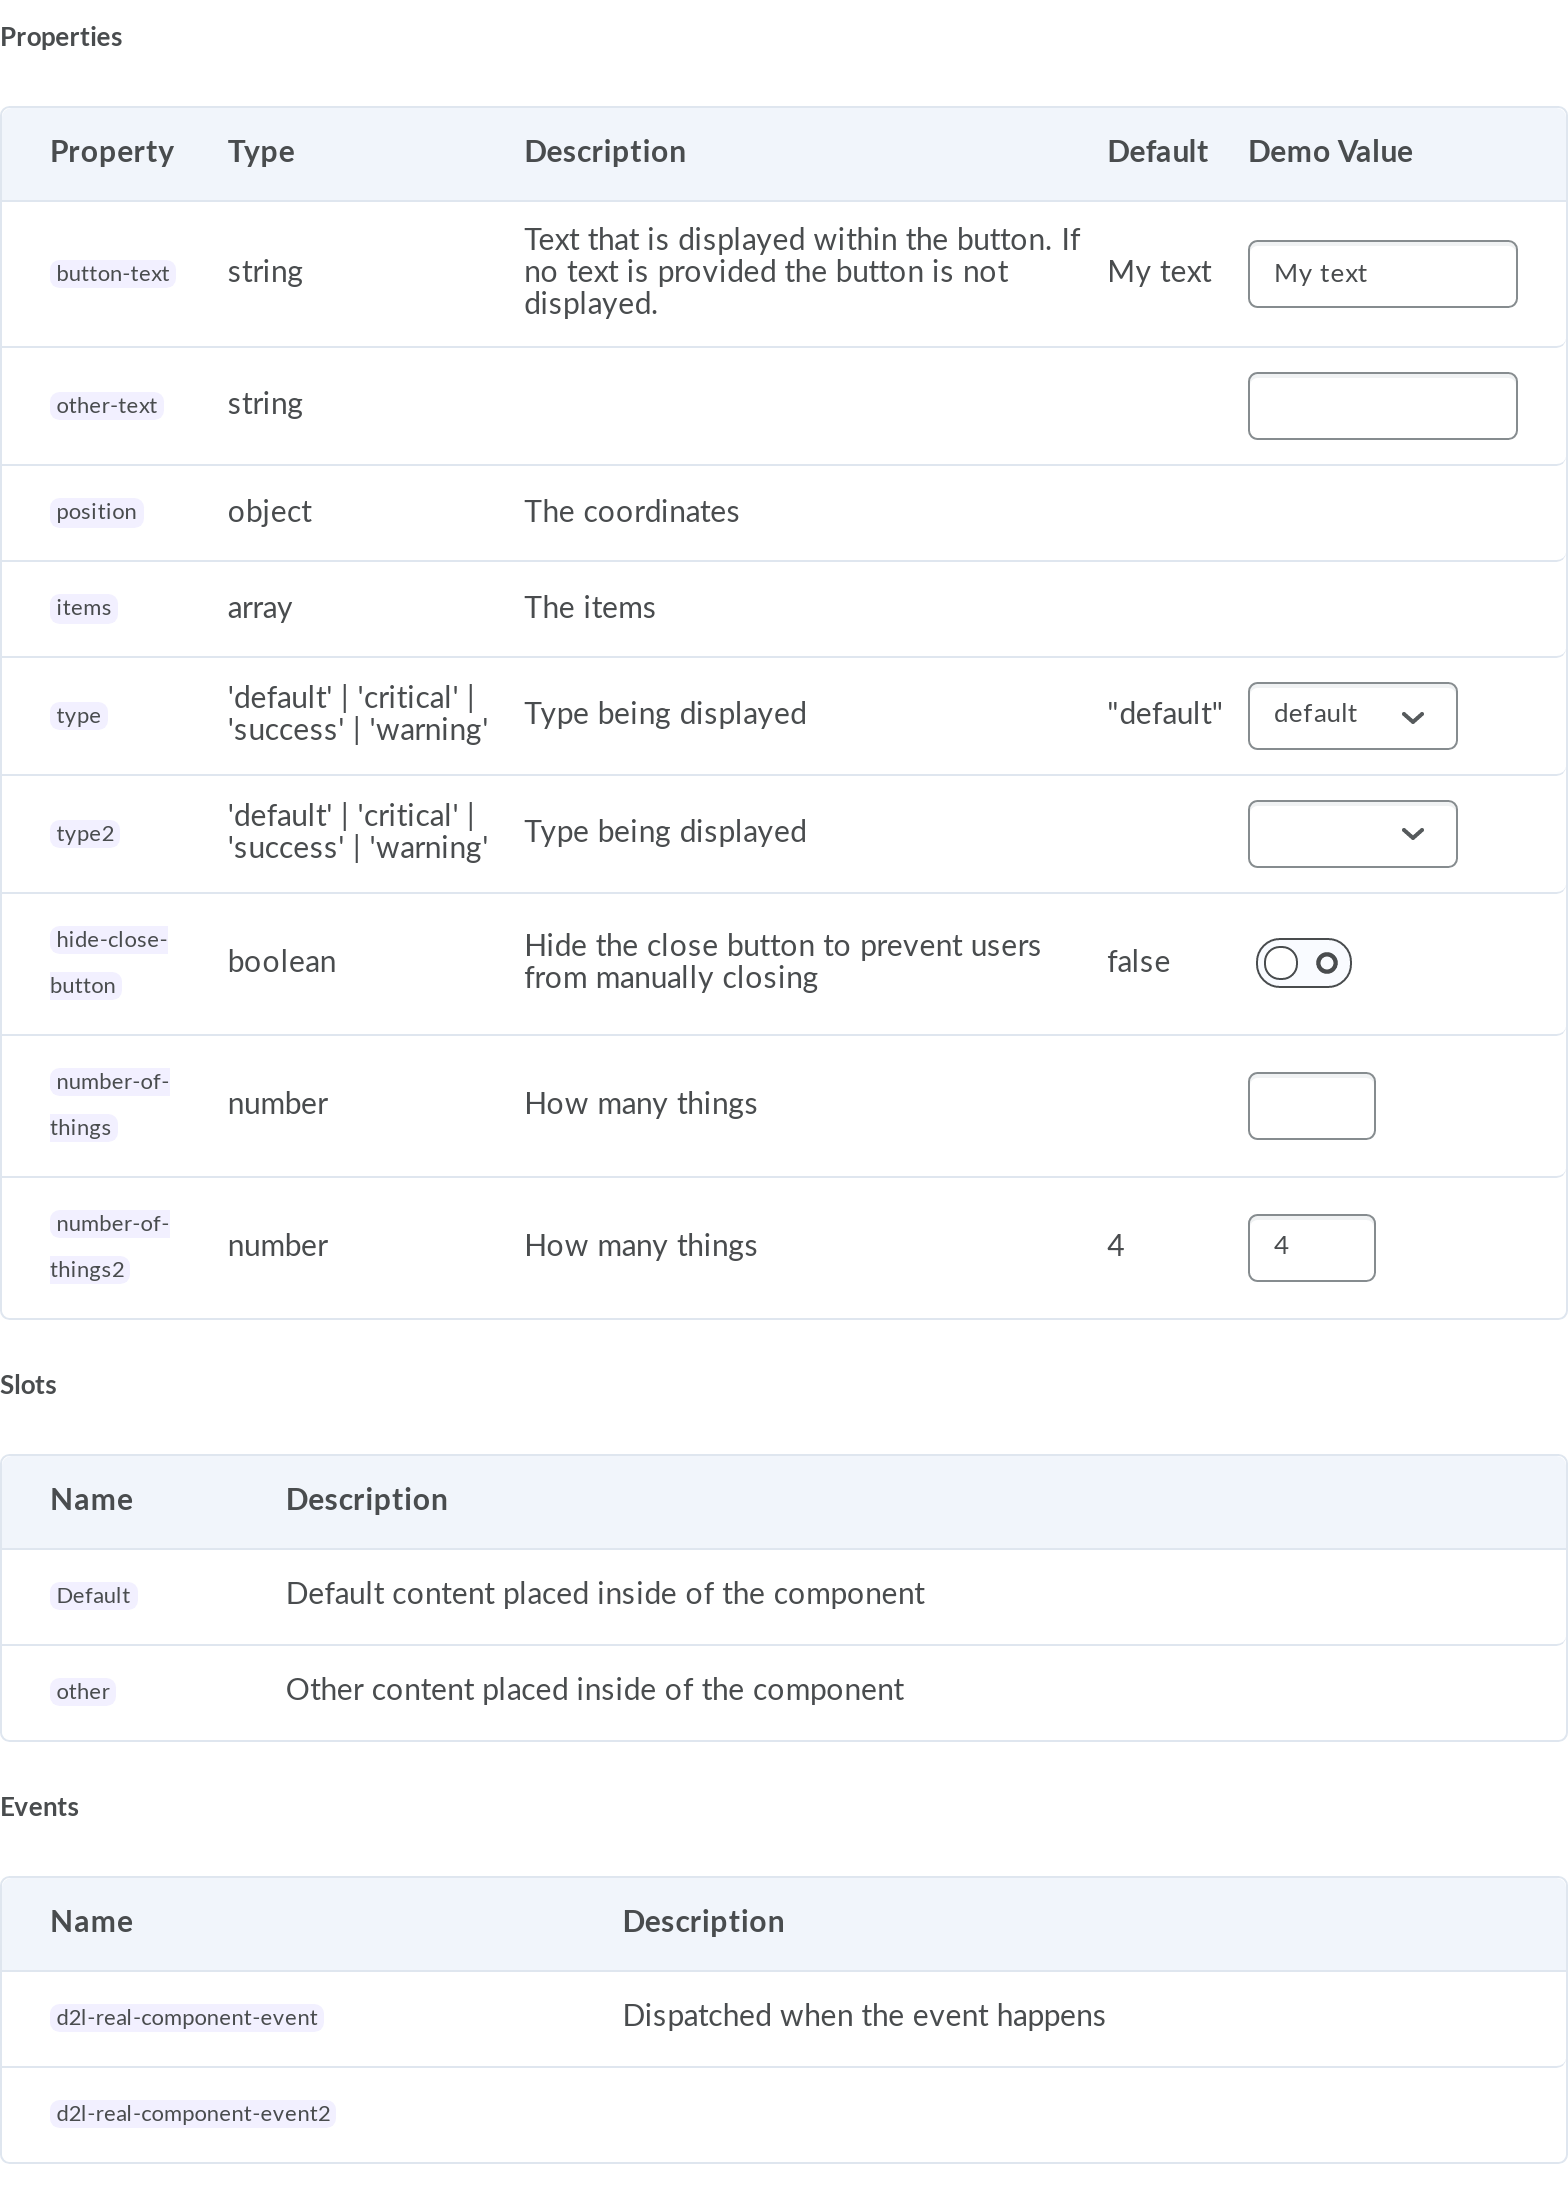 Properties
Property Type Description Default Demo Value
Text that is displayed within the button. If
button-text string no text is provided the button is not My text My text
displayed.
other-text string
position object The coordinates
items array The items
'default' | 'critical' |
type 'success' | 'warning' Type being displayed "default" default
'default' | 'critical' |
type2 'success' | 'warning' Type being displayed
hide-close- Hide the close button to prevent users
button boolean from manually closing false
number-of-
things number How many things
number-of-
things2 number How many things 4 4
Slots
Name Description
Default Default content placed inside of the component
other Other content placed inside of the component
Events
Name Description
d2l-real-component-event Dispatched when the event happens
d2l-real-component-event2